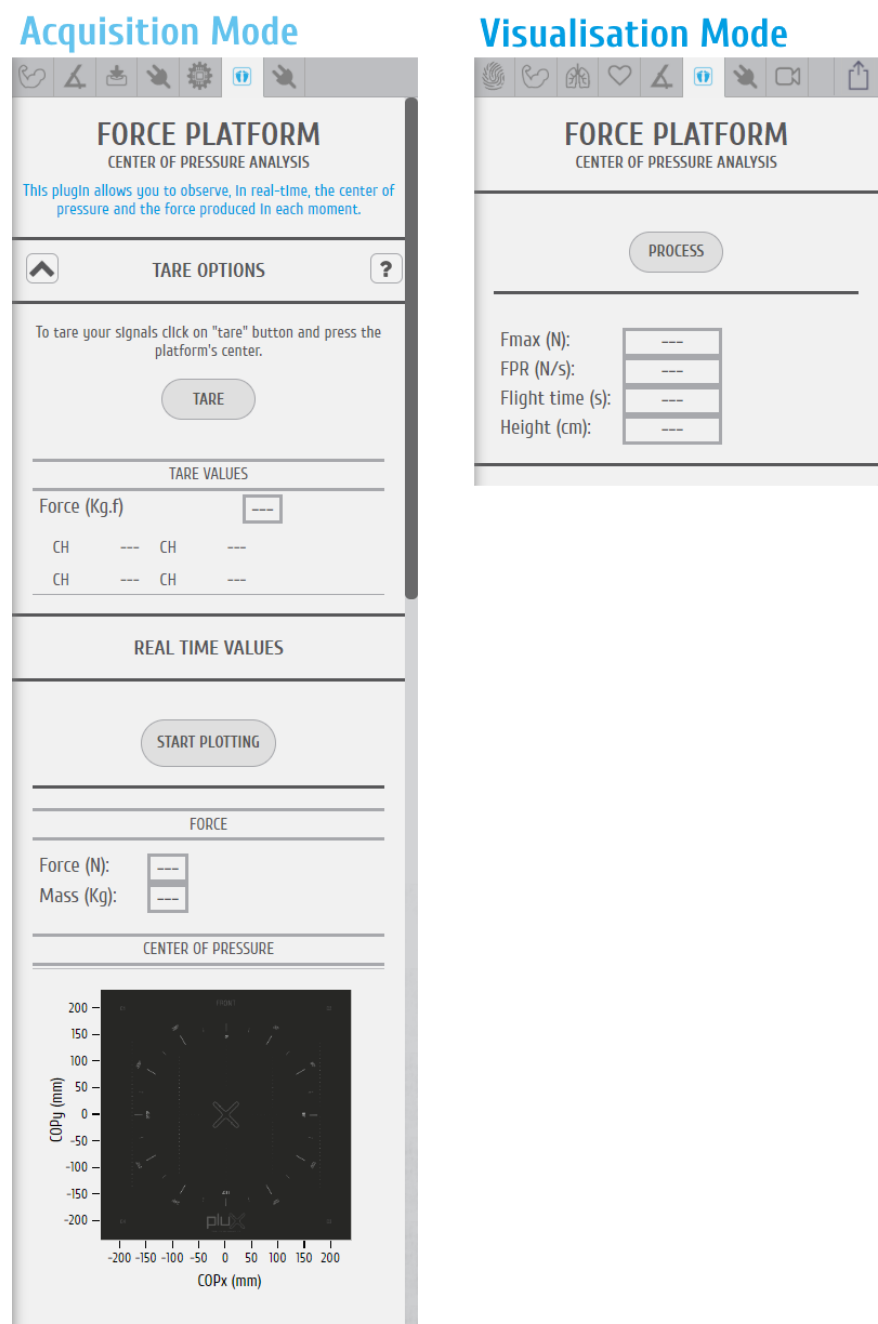 Acquisition Mode
FORCE PLATFORM
CENTER OF PRESSURE ANALYSIS
This plugin allows you to observe, in real-time, the center of
pressure and the force produced in each moment.
TARE OPTIONS
?
To tare your signals click on "tare" button and press the
platform's center.
TARE
TARE VALUES
Force (Kg.f) ---
CH --- CH ---
CH --- CH ---
REAL TIME VALUES
START PLOTTING
FORCE
Force (N): ---
Mass (Kg): ---
CENTER OF PRESSURE
FRONT
200
150
100
50
0
-50
-100
-150
-200
COPy (mm)
plux
-200 -150 -100 -50 0 50 100 150 200
COPx (mm)
Visualisation Mode
FORCE PLATFORM
CENTER OF PRESSURE ANALYSIS
PROCESS
Fmax (N): ---
FPR (N/s): ---
Flight time (s): ---
Height (cm): ---